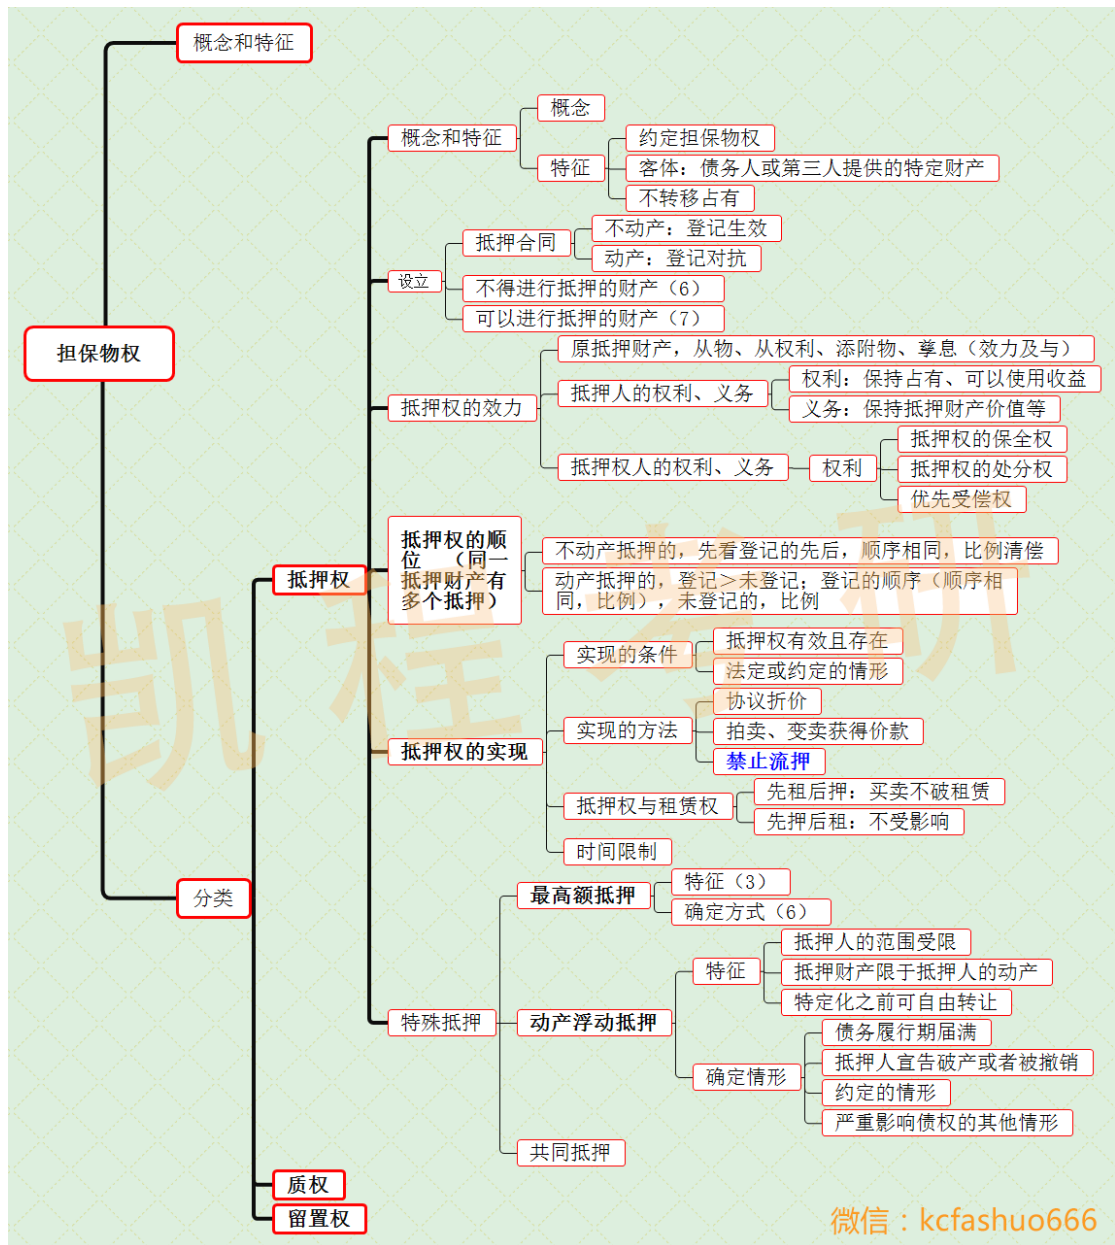 概念和特征
概念
概念和特征
约定担保物权
特征
客体：债务人或第三人提供的特定财产
不转移占有
不动产：登记生效
抵押合同
动产：登记对抗
设立
不得进行抵押的财产（6）
可以进行抵押的财产（7）
担保物权
原抵押财产，从物、从权利、添附物、孳息（效力及与）
权利：保持占有、可以使用收益
抵押人的权利、义务
抵押权的效力
义务：保持抵押财产价值等
抵押权的保全权
抵押权人的权利、义务
权利
抵押权的处分权
优先受偿权
抵押权的顺
位　（同一
抵押财产有
多个抵押）
不动产抵押的，先看登记的先后，顺序相同，比例清偿
动产抵押的，登记＞未登记；登记的顺序（顺序相
同，比例），未登记的，比例
抵押权
抵押权有效且存在
实现的条件
法定或约定的情形
协议折价
实现的方法
拍卖、变卖获得价款
抵押权的实现
禁止流押
先租后押：买卖不破租赁
抵押权与租赁权
先押后租：不受影响
时间限制
特征（3）
最高额抵押
确定方式（6）
分类
抵押人的范围受限
特征
抵押财产限于抵押人的动产
特定化之前可自由转让
特殊抵押
动产浮动抵押
债务履行期届满
抵押人宣告破产或者被撤销
确定情形
约定的情形
严重影响债权的其他情形
共同抵押
质权
留置权
凯程考研
微信：kcfashuo666